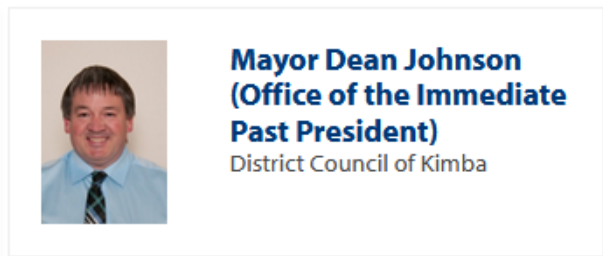 Mayor Dean Johnson
(Office of the Immediate
Past President)
District Council of Kimba